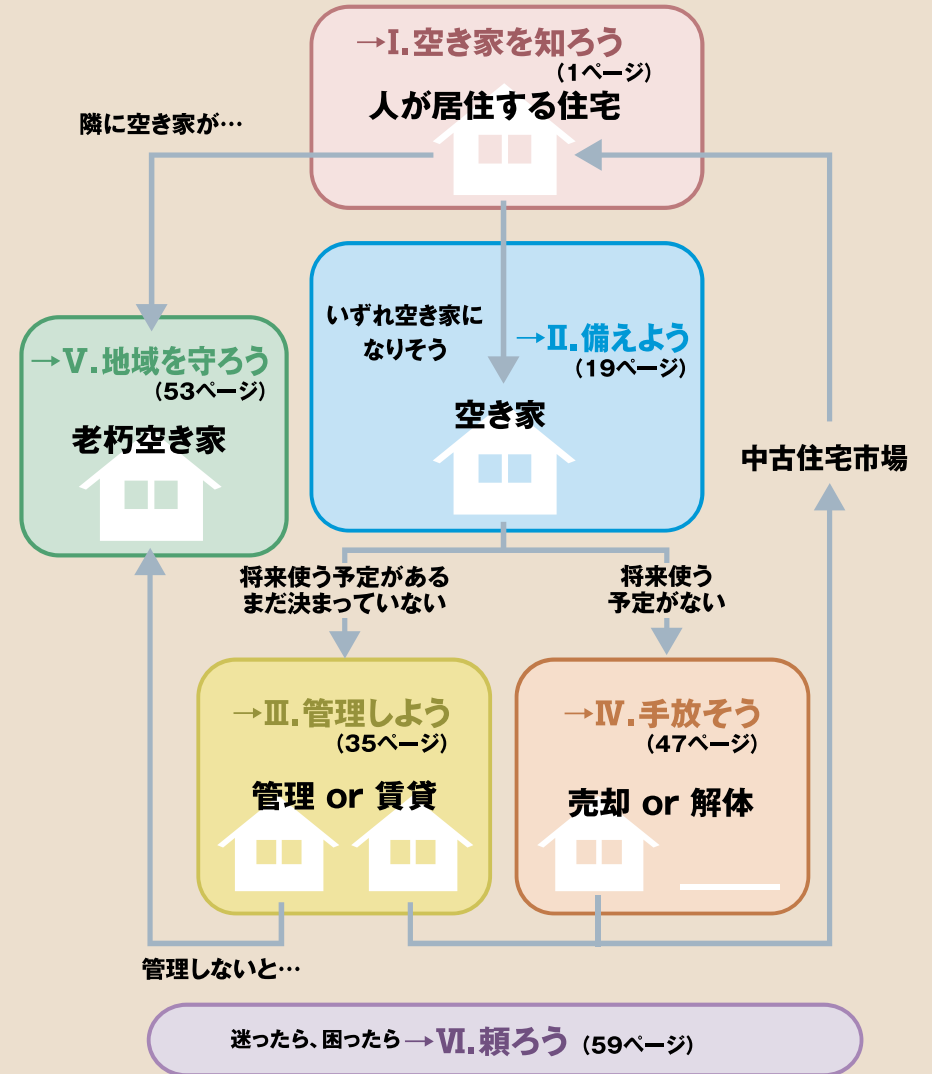 →Ⅰ.空き家を知ろう
(1ページ)
人が居住する住宅
隣に空き家が…
いずれ空き家に
なりそう
→Ⅱ.備えよう
(19ページ)
空き家
→Ⅴ.地域を守ろう
(53ページ)
老朽空き家
中古住宅市場
将来使う予定がある
まだ決まっていない
将来使う
予定がない
→Ⅲ.管理しよう
(35ページ)
管理 or 賃貸
→Ⅳ.手放そう
(47ページ)
売却 or 解体
管理しないと…
迷ったら、困ったら→Ⅵ.頼ろう (59ページ)